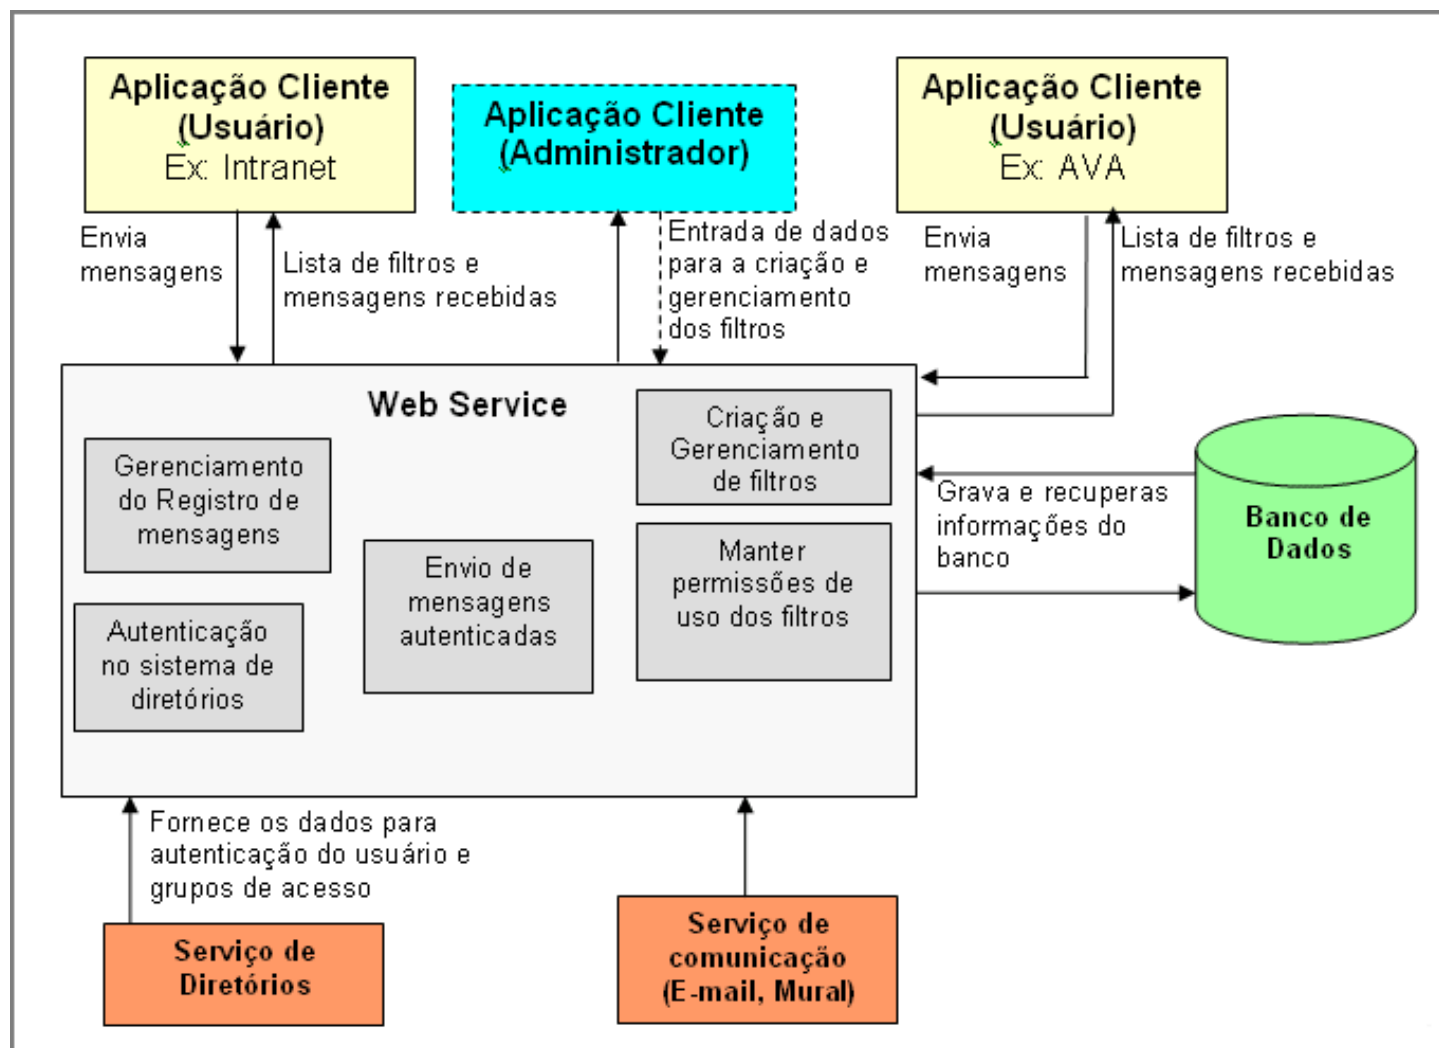 Aplicação Cliente
(Usuário)
Ex: Intranet
Aplicação Cliente
(Administrador)
Aplicação Cliente
(Usuário)
Ex: AVA
Envia
mensagens
Lista de filtros e
mensagens recebidas
Entrada de dados
para a criação e
gerenciamento
dos filtros
Envia
mensagens
Lista de filtros e
mensagens recebidas
Web Service
Gerenciamento
do Registro de
mensagens
Autenticação
no sistema de
diretórios
Envio de
mensagens
autenticadas
Criação e
Gerenciamento
de filtros
Manter
permissões de
uso dos filtros
Grava e recuperas
informações do
banco
Banco de
Dados
Fornece os dados para
autenticação do usuário e
grupos de acesso
Serviço de
Diretórios
Serviço de
comunicação
(E-mail, Mural)